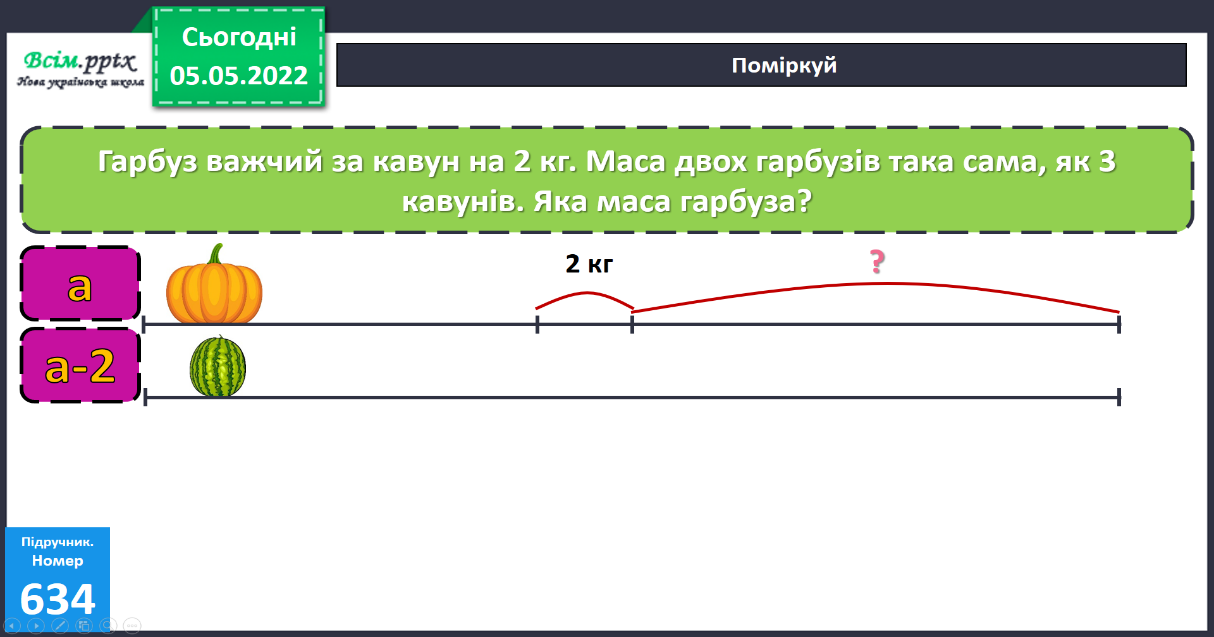 Сьогодні
05.05.2022
Всім.pptx
Нова українська школа
Поміркуй
Гарбуз важчий за кавун на 2 кг. Маса двох гарбузів така сама, як 3
кавунів. Яка маса гарбуза?
а
2 кг
?
а-2
Підручник.
Номер
634